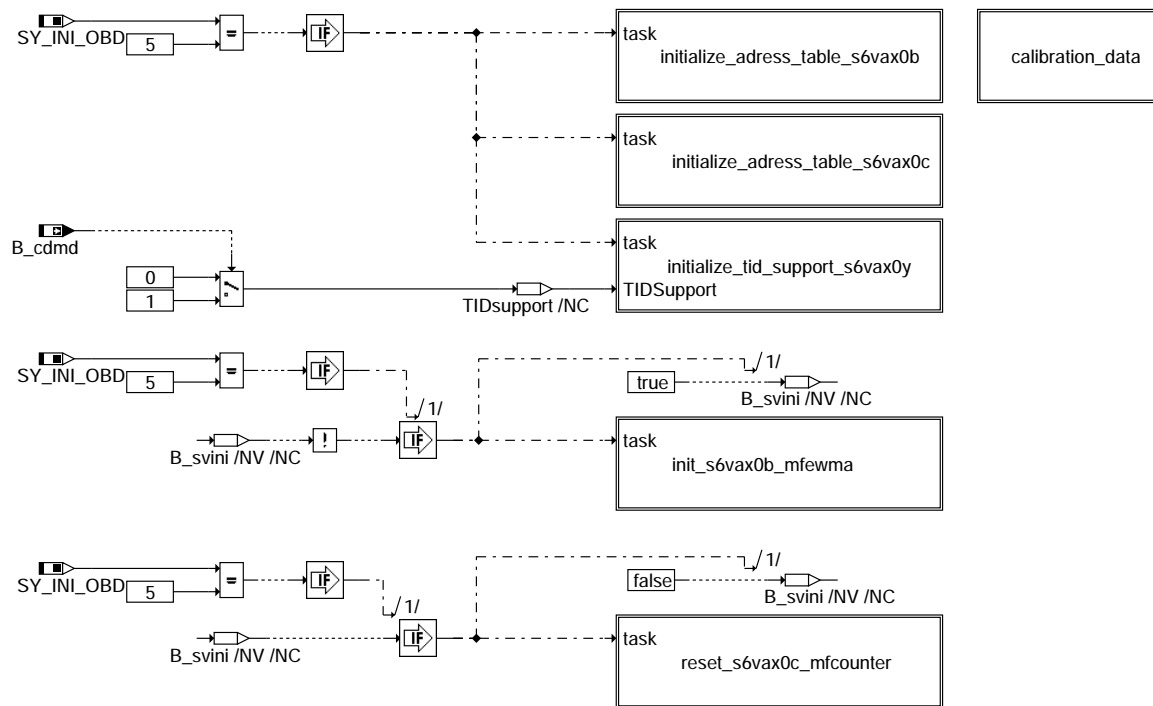 SY_INI_OBD
5
=
IF
task
initialize_adress_table_s6vax0b
calibration_data
task
initialize_adress_table_s6vax0c
B_cdmd
0
1
TIDsupport /NC
task
initialize_tid_support_s6vax0y
TIDSupport
SY_INI_OBD
5
=
IF
/1/
true
B_svini /NV /NC
/1/
B_svini /NV /NC
!
IF
task
init_s6vax0b_mfewma
SY_INI_OBD
5
=
IF
/1/
false
B_svini /NV /NC
/1/
B_svini /NV /NC
IF
task
reset_s6vax0c_mfcounter